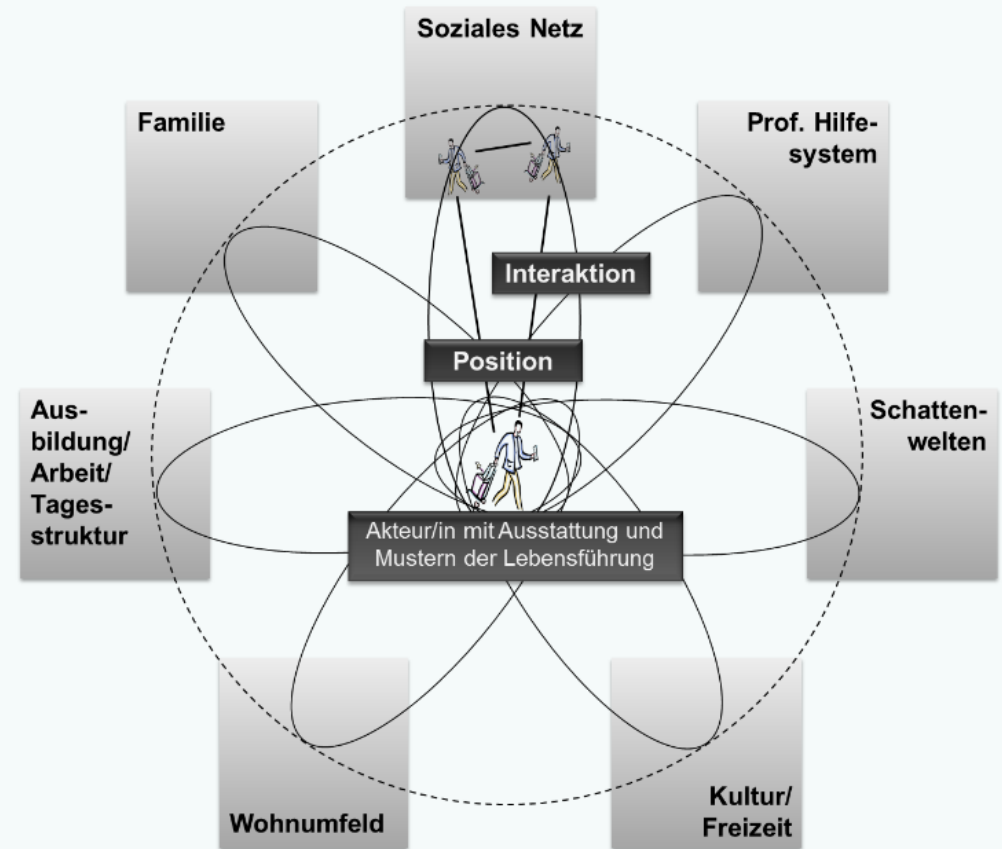 Soziales Netz
Familie
Prof. Hilfe-
system
Interaktion
Position
Aus-
bildung/
Arbeit/
Tages-
struktur
Schatten-
welten
Akteur/in mit Ausstattung und
Mustern der Lebensführung
Wohnumfeld
Kultur/
Freizeit